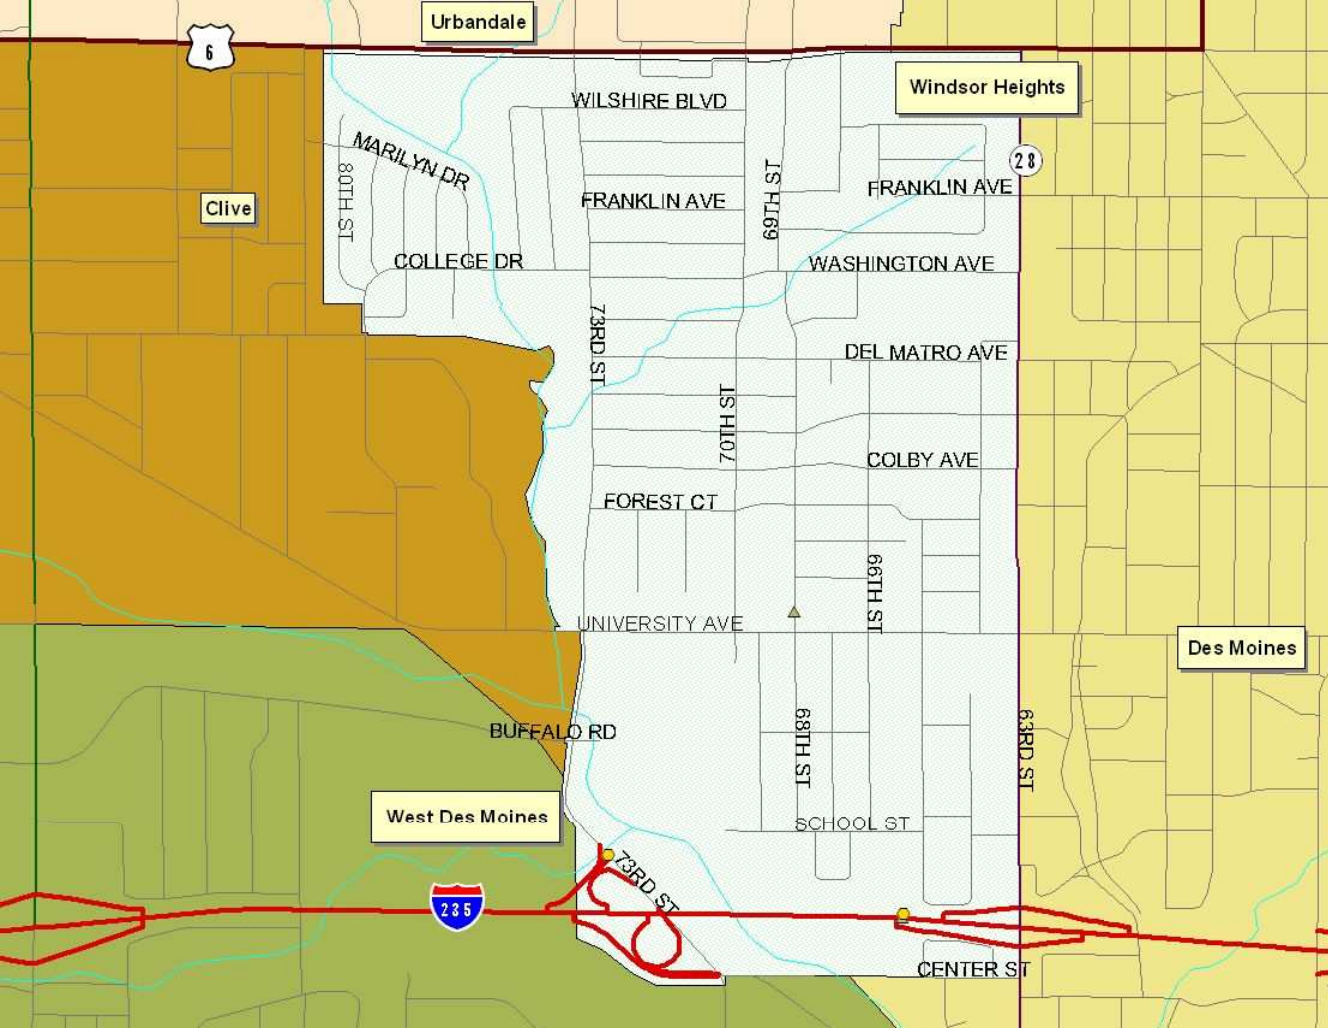 Urbandale
6
Windsor Heights
WILSHIRE BLVD
MARILYN DR
28
80TH ST
69TH ST
FRANKLIN AVE
FRANKLIN AVE
Clive
COLLEGE DR
WASHINGTON AVE
73RD ST
DEL MATRO AVE
70TH ST
COLBY AVE
FOREST CT
66TH ST
UNIVERSITY AVE
Des Moines
BUFFALO RD
68TH ST
63RD ST
West Des Moines
SCHOOL ST
73RD ST
235
CENTER ST